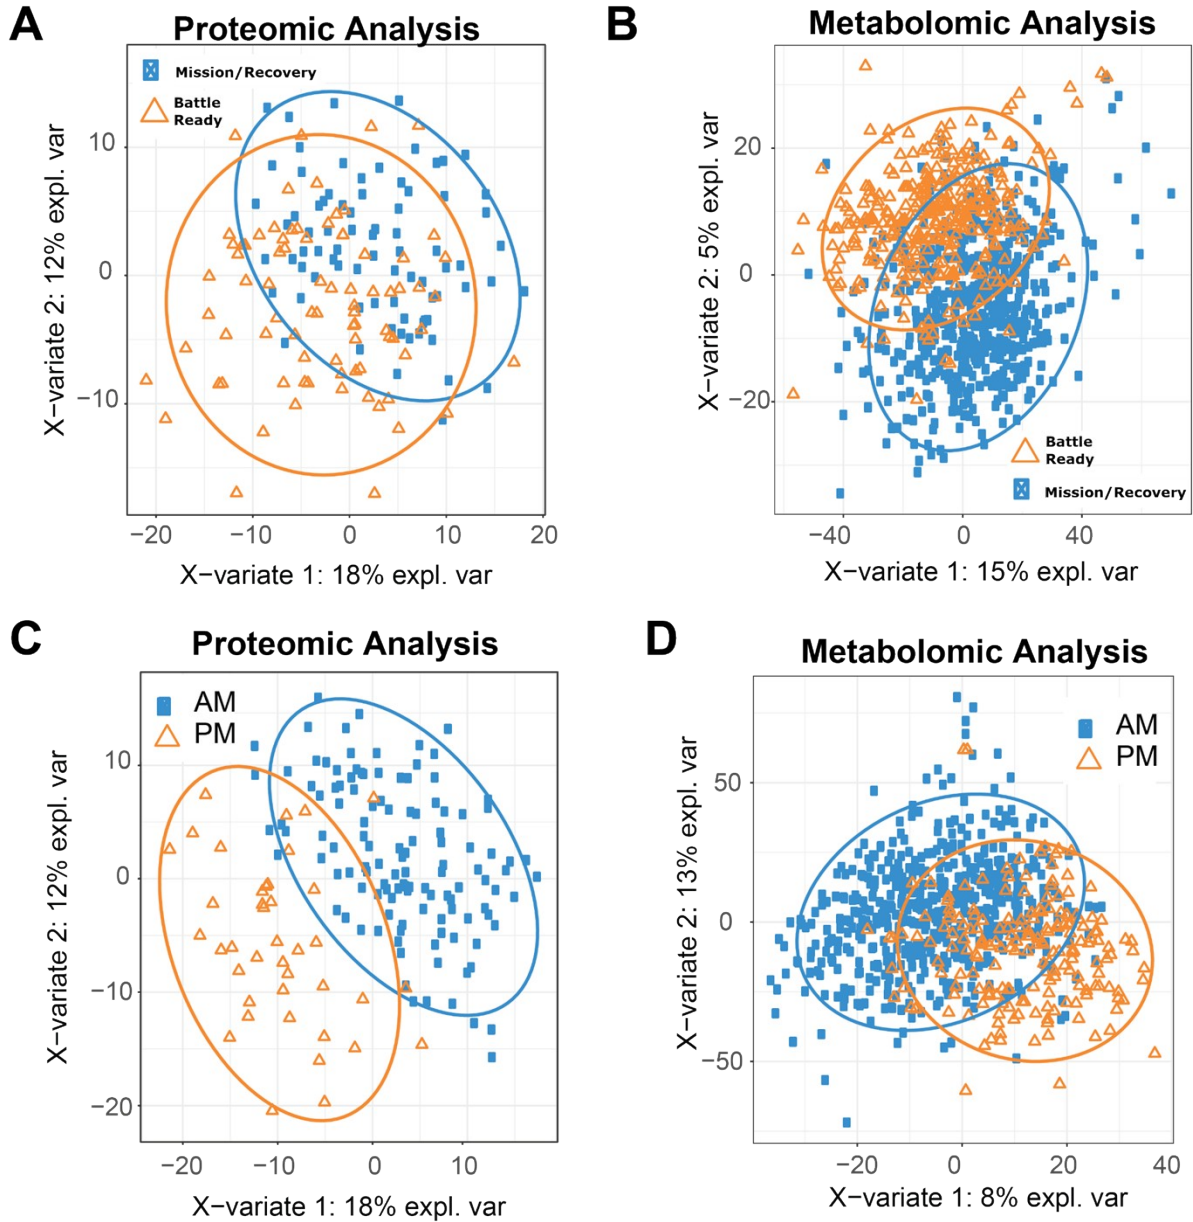 A
Proteomic Analysis
Mission/Recovery
Battle
Ready
X−variate 2: 12% expl. var
10
0
−10
−20
−10
0
10
20
X−variate 1: 18% expl. var
B
Metabolomic Analysis
X−variate 2: 5% expl. var
20
0
−20
Battle
Ready
Mission/Recovery
−40
0
40
X−variate 1: 15% expl. var
C
Proteomic Analysis
AM
PM
X−variate 2: 12% expl. var
10
0
−10
−20
−20
−10
0
10
X−variate 1: 18% expl. var
D
Metabolomic Analysis
AM
PM
X−variate 2: 13% expl. var
50
0
−50
−20
0
20
40
X−variate 1: 8% expl. var